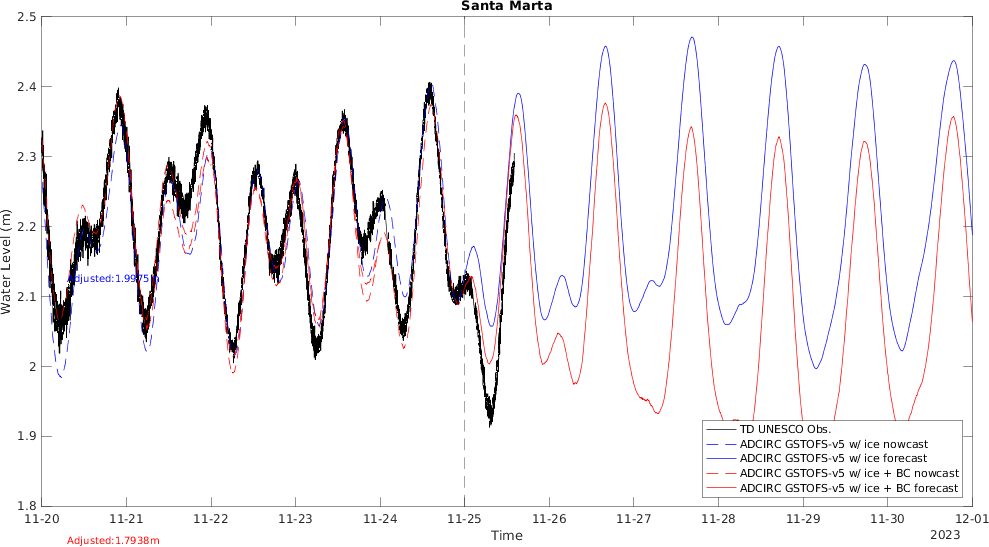 Santa Marta
2.5
2.4
2.3
2.2
2.1
2
1.9
1.8
Water Level (m)
Adjusted:1.9975m
TD UNESCO Obs.
ADCIRC GSTOFS-v5 w/ ice nowcast
ADCIRC GSTOFS-v5 w/ ice forecast
ADCIRC GSTOFS-v5 w/ ice + BC nowcast
ADCIRC GSTOFS-v5 w/ ice + BC forecast
11-20 11-21 11-22 11-23 11-24 11-25 11-26 11-27 11-28 11-29 11-30 12-01
Time
2023
Adjusted:1.7938m